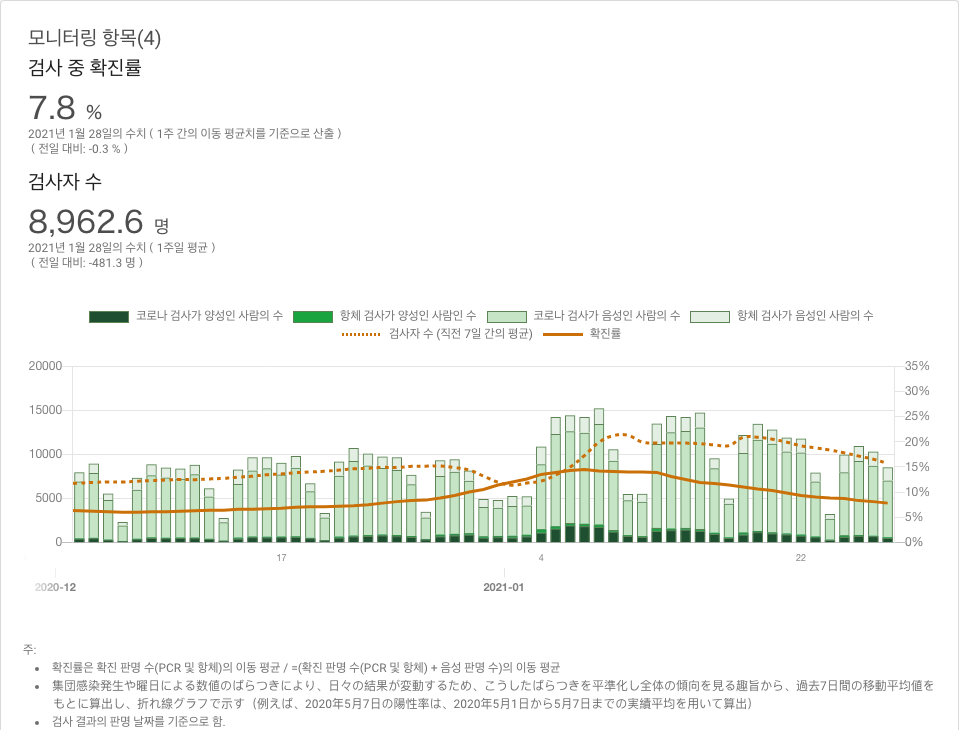 모니터링 항목(4)
검사 중 확진률
7.8 %
2021년 1월 28일의 수치 ( 1주 간의 이동 평균치를 기준으로 산출 )
( 전일 대비: -0.3 % )
검사자 수
8,962.6 명
2021년 1월 28일의 수치 ( 1주일 평균 )
( 전일 대비: -481.3 명 )
코로나 검사가 양성인 사람의 수 항체 검사가 양성인 사람인 수 코로나 검사가 음성인 사람의 수 항체 검사가 음성인 사람의 수
검사자 수 (직전 7일 간의 평균) 확진률
20000 35%
30%
15000 25%
20%
10000 15%
5000 10%
5%
0 0%
17 4 22
2020-12 2021-01
주:
확진률은 확진 판명 수(PCR 및 항체)의 이동 평균 / =(확진 판명 수(PCR 및 항체) + 음성 판명 수)의 이동 평균
集団感染発生や曜日による数値のばらつきにより、日々の結果が変動するため、こうしたばらつきを平準化し全体の傾向を見る趣旨から、過去7日間の移動平均値を
もとに算出し、折れ線グラフで示す（例えば、2020年5月7日の陽性率は、2020年5月1日から5月7日までの実績平均を用いて算出）
검사 결과의 판명 날짜를 기준으로 함.